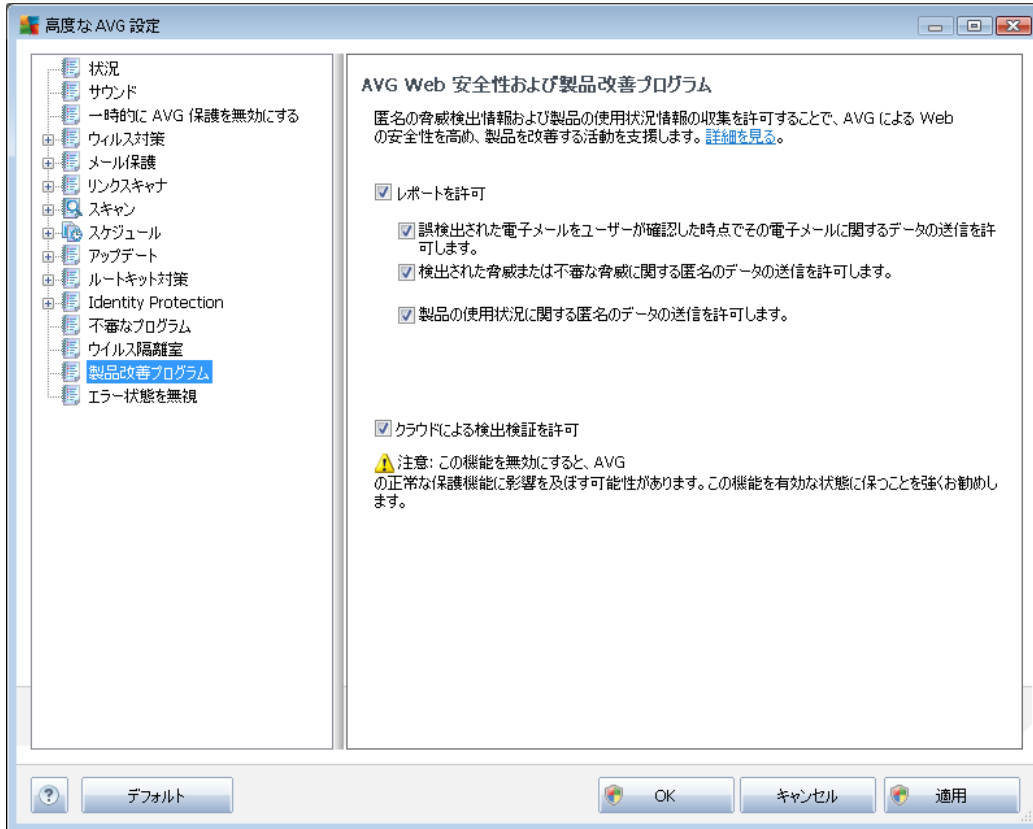 高度な AVG 設定
状況
サウンド
一時的に AVG 保護を無効にする
ウィルス対策
メール保護
リンクスキャナ
スキャン
スケジュール
アップデート
ルートキット対策
Identity Protection
不審なプログラム
ウイルス隔離室
製品改善プログラム
エラー状態を無視
AVG Web 安全性および製品改善プログラム
匿名の脅威検出情報および製品の使用状況情報の収集を許可することで、AVG による Web
の安全性を高め、製品を改善する活動を支援します。詳細を見る。
レポートを許可
誤検出された電子メールをユーザーが確認した時点でその電子メールに関するデータの送信を許
可します。
検出された脅威または不審な脅威に関する匿名のデータの送信を許可します。
製品の使用状況に関する匿名のデータの送信を許可します。
クラウドによる検出検証を許可
注意: この機能を無効にすると、AVG
の正常な保護機能に影響を及ぼす可能性があります。この機能を有効な状態に保つことを強くお勧めし
ます。
?
デフォルト
OK
キャンセル
適用